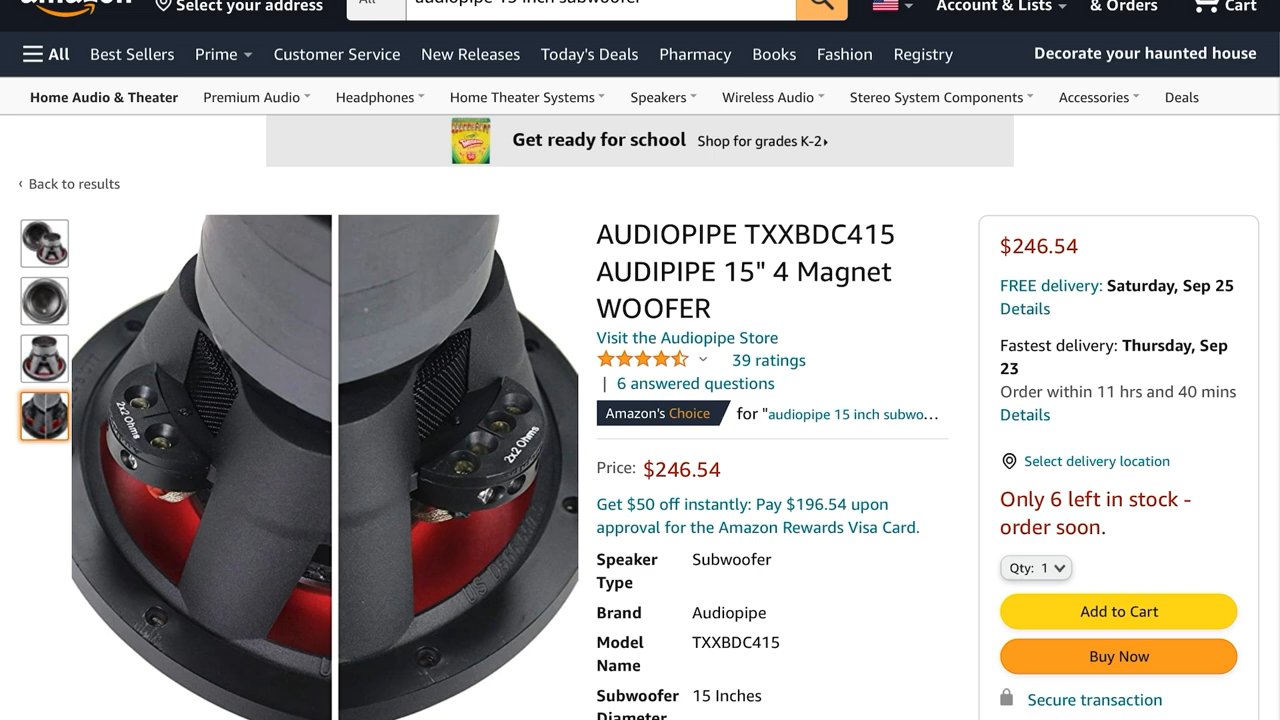 amazon
Select your address
All
audiopipe 15 inch subwoofer
Account & Lists
& Orders
Cart
All
Best Sellers
Prime
Customer Service
New Releases
Today's Deals
Pharmacy
Books
Fashion
Registry
Decorate your haunted house
Home Audio & Theater
Premium Audio
Headphones
Home Theater Systems
Speakers
Wireless Audio
Stereo System Components
Accessories
Deals
Get ready for school Shop for grades K-2
‹ Back to results
2x2 Ohms
2x2 Ohms
AUDIOPIPE TXXBDC415
AUDIPIPE 15" 4 Magnet
WOOFER
Visit the Audiopipe Store
39 ratings
| 6 answered questions
Amazon's Choice for "audiopipe 15 inch subwo…
Price: $246.54
Get $50 off instantly: Pay $196.54 upon
approval for the Amazon Rewards Visa Card.
Speaker Subwoofer
Type
Brand Audiopipe
Model TXXBDC415
Name
Subwoofer 15 Inches
Diameter
$246.54
FREE delivery: Saturday, Sep 25
Details
Fastest delivery: Thursday, Sep
23
Order within 11 hrs and 40 mins
Details
Select delivery location
Only 6 left in stock -
order soon.
Qty: 1
Add to Cart
Buy Now
Secure transaction